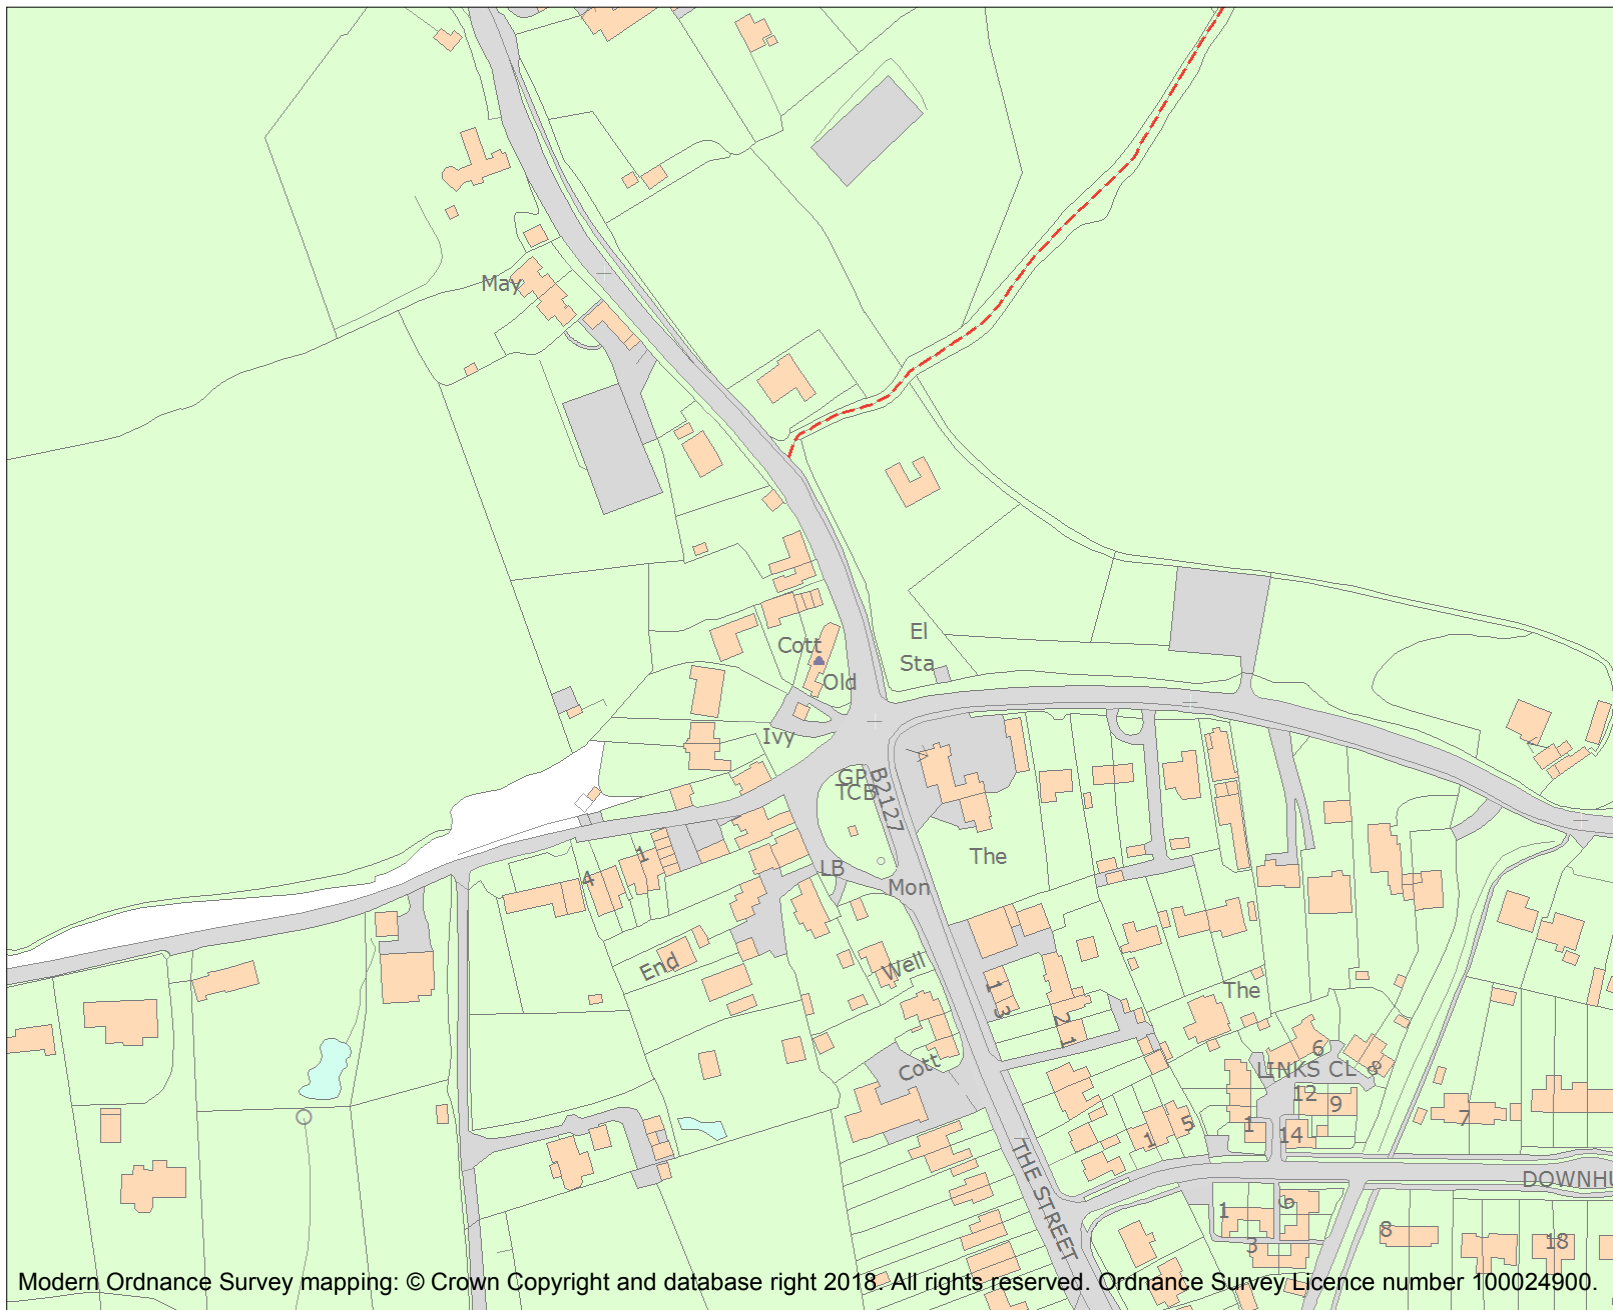 May
El
Sta
Cott
Old
Ivy
GP
TCB
B2127
The
LB
Mon
1
4
End
Well
1
3
2
1
The
Cott
6
LINKS CL
8
12
9
7
1
14
1
5
THE STREET
DOWNHU
1
6
3
8
18
Modern Ordnance Survey mapping: © Crown Copyright and database right 2018. All rights reserved. Ordnance Survey Licence number 100024900.